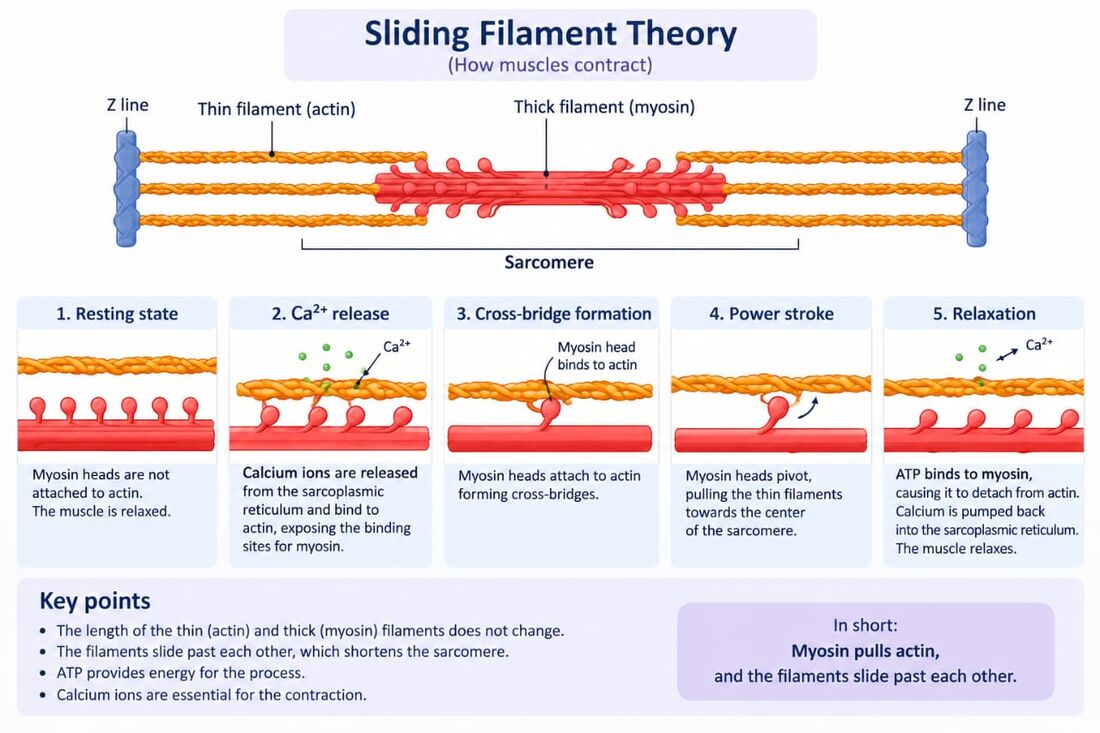 Sliding Filament Theory
(How muscles contract)
Z line
Thin filament (actin)
Thick filament (myosin)
Z line
Sarcomere
1. Resting state
Myosin heads are not
attached to actin.
The muscle is relaxed.
2. Ca²⁺ release
Ca²⁺
Calcium ions are released
from the sarcoplasmic
reticulum and bind to
actin, exposing the binding
sites for myosin.
3. Cross-bridge formation
Myosin head
binds to actin
Myosin heads attach to actin
forming cross-bridges.
4. Power stroke
Myosin heads pivot,
pulling the thin filaments
towards the center
of the sarcomere.
5. Relaxation
Ca²⁺
ATP binds to myosin,
causing it to detach from actin.
Calcium is pumped back
into the sarcoplasmic reticulum.
The muscle relaxes.
Key points
• The length of the thin (actin) and thick (myosin) filaments does not change.
• The filaments slide past each other, which shortens the sarcomere.
• ATP provides energy for the process.
• Calcium ions are essential for the contraction.
In short:
Myosin pulls actin,
and the filaments slide past each other.